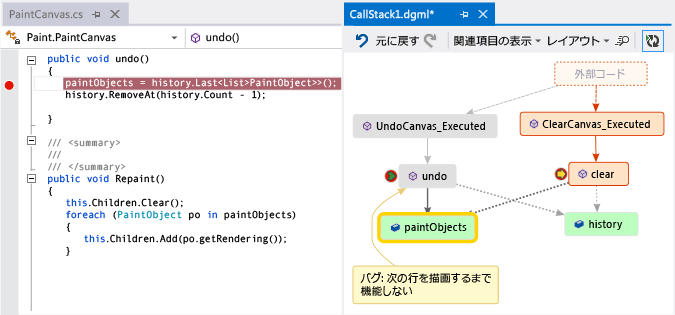 PaintCanvas.cs
Paint.PaintCanvas
undo()
public void undo()
{
paintObjects = history.Last<List>PaintObject>>();
history.RemoveAt(history.Count - 1);
}
/// <summary>
///
/// </summary>
public void Repaint()
{
this.Children.Clear();
foreach (PaintObject po in paintObjects)
{
this.Children.Add(po.getRendering());
}
CallStack1.dgml*
元に戻す
関連項目の表示
レイアウト
外部コード
UndoCanvas_Executed
ClearCanvas_Executed
undo
clear
paintObjects
history
バグ: 次の行を描画するまで
機能しない